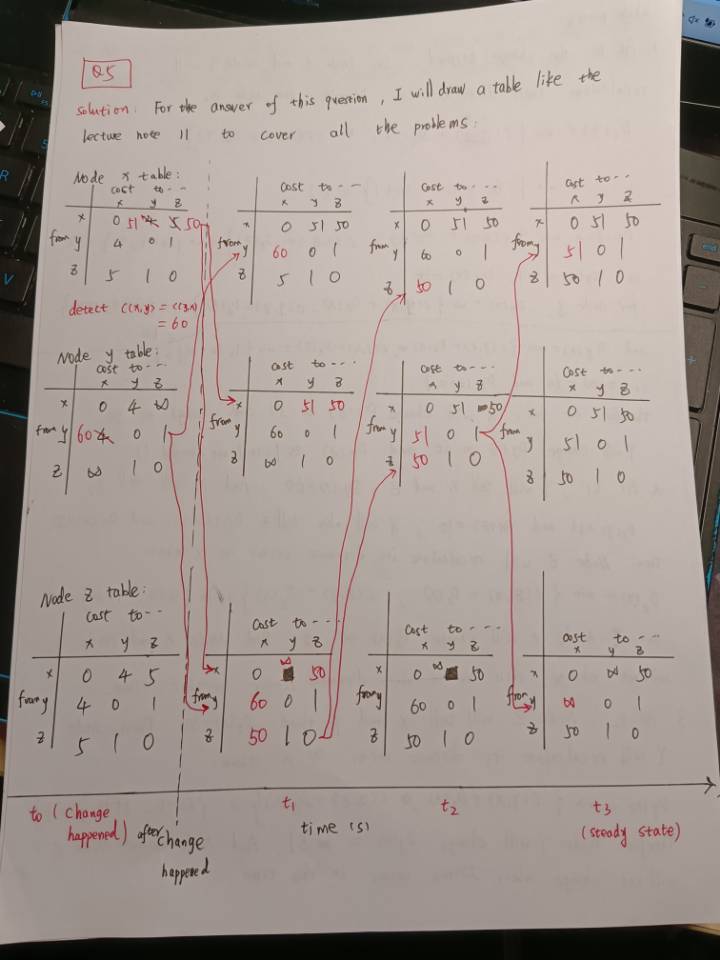 Q5
solution: For the answer of this question, I will draw a table like the
lecture note 11 to cover all the problems:
Node x table:
cost to ...
x y z
x 0 51 4 5 50
from y 4 0 1
z 5 1 0
detect c(x,y) = c(y,x)
= 60
cost to ...
x y z
x 0 51 50
from y 60 0 1
z 5 1 0
cost to ...
x y z
x 0 51 50
from y 60 0 1
z 50 1 0
cost to ...
x y z
x 0 51 50
from y 51 0 1
z 50 1 0
Node y table:
cost to ...
x y z
x 0 4 ∞
from y 60 4 0 1
z ∞ 1 0
cost to ...
x y z
x 0 51 50
from y 60 0 1
z ∞ 1 0
cost to ...
x y z
x 0 51 50
from y 51 0 1
z 50 1 0
cost to ...
x y z
x 0 51 50
from y 51 0 1
z 50 1 0
Node z table:
cost to ...
x y z
x 0 4 5
from y 4 0 1
z 5 1 0
cost to ...
x y z
x 0 ∞ 50
from y 60 0 1
z 50 1 0
cost to ...
x y z
x 0 ∞ 50
from y 60 0 1
z 50 1 0
cost to ...
x y z
x 0 ∞ 50
from y ∞ 0 1
z 50 1 0
t0 (change
happened)
after change
happened
t1
time (s)
t2
t3
(steady state)